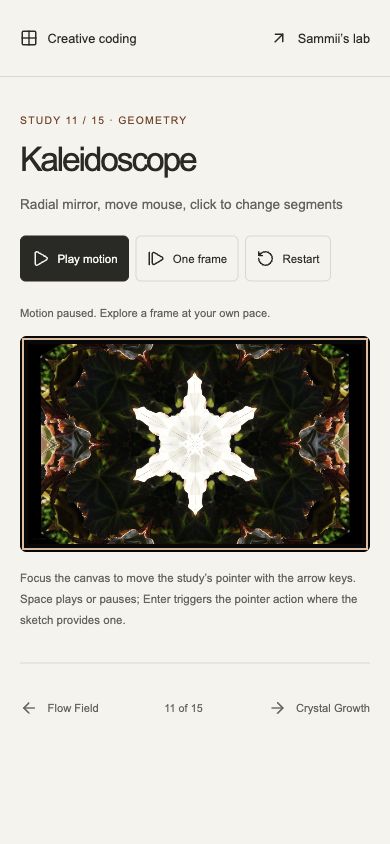 Creative coding
Sammii's lab
STUDY 11 / 15 · GEOMETRY
Kaleidoscope
Radial mirror, move mouse, click to change segments
Play motion
One frame
Restart
Motion paused. Explore a frame at your own pace.
Focus the canvas to move the study's pointer with the arrow keys.
Space plays or pauses; Enter triggers the pointer action where the
sketch provides one.
Flow Field
11 of 15
Crystal Growth